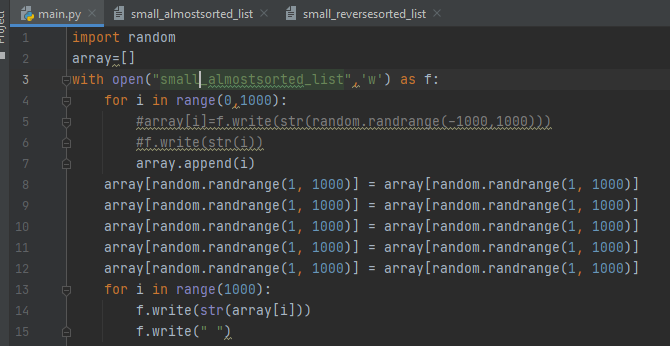 main.py × small_almostsorted_list × small_reversesorted_list ×
Project
1 import random
2 array=[]
3 with open("small_almostsorted_list",'w') as f:
4     for i in range(0,1000):
5         #array[i]=f.write(str(random.randrange(-1000,1000)))
6         #f.write(str(i))
7         array.append(i)
8     array[random.randrange(1, 1000)] = array[random.randrange(1, 1000)]
9     array[random.randrange(1, 1000)] = array[random.randrange(1, 1000)]
10     array[random.randrange(1, 1000)] = array[random.randrange(1, 1000)]
11     array[random.randrange(1, 1000)] = array[random.randrange(1, 1000)]
12     array[random.randrange(1, 1000)] = array[random.randrange(1, 1000)]
13     for i in range(1000):
14         f.write(str(array[i]))
15         f.write(" ")